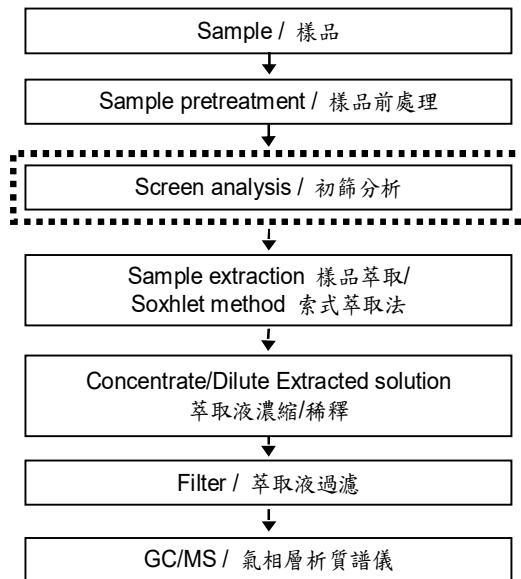 Sample / 樣品
Sample pretreatment / 樣品前處理
Screen analysis / 初篩分析
Sample extraction 樣品萃取/
Soxhlet method 索式萃取法
Concentrate/Dilute Extracted solution
萃取液濃縮/稀釋
Filter / 萃取液過濾
GC/MS / 氣相層析質譜儀